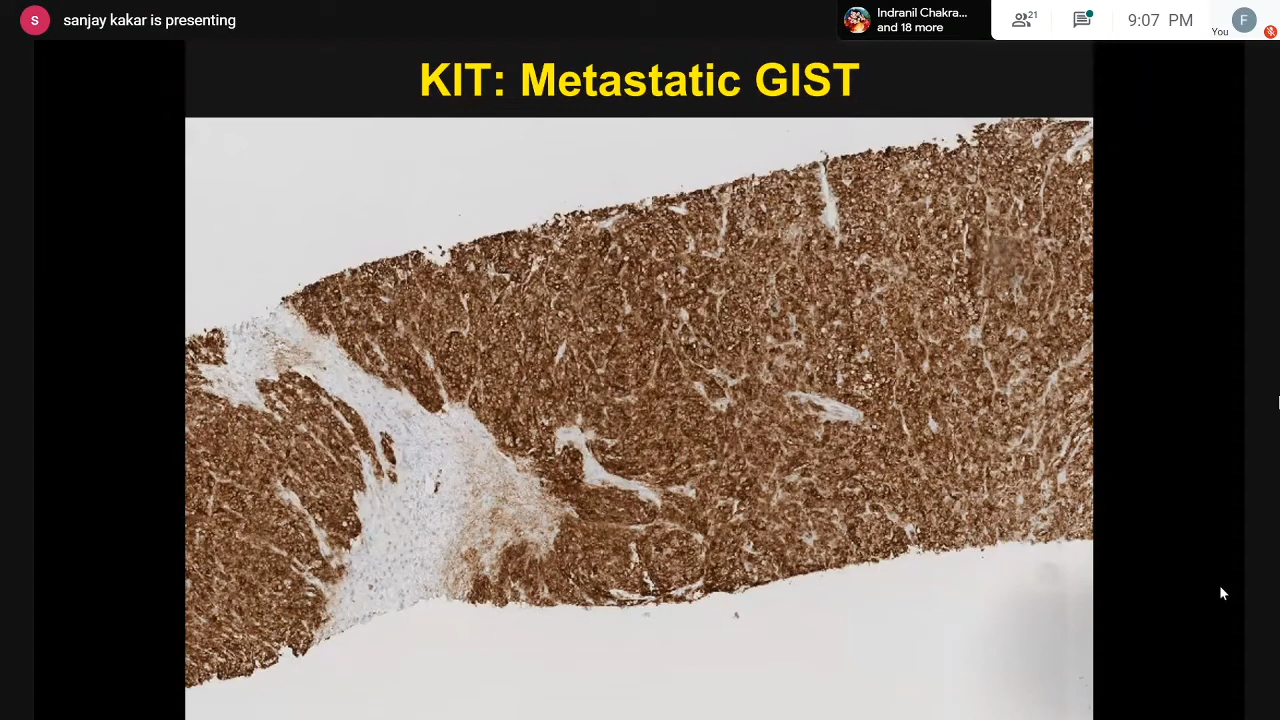 S
sanjay kakar is presenting
Indranil Chakra...
and 18 more
21
9:07 PM
You
F
KIT: Metastatic GIST